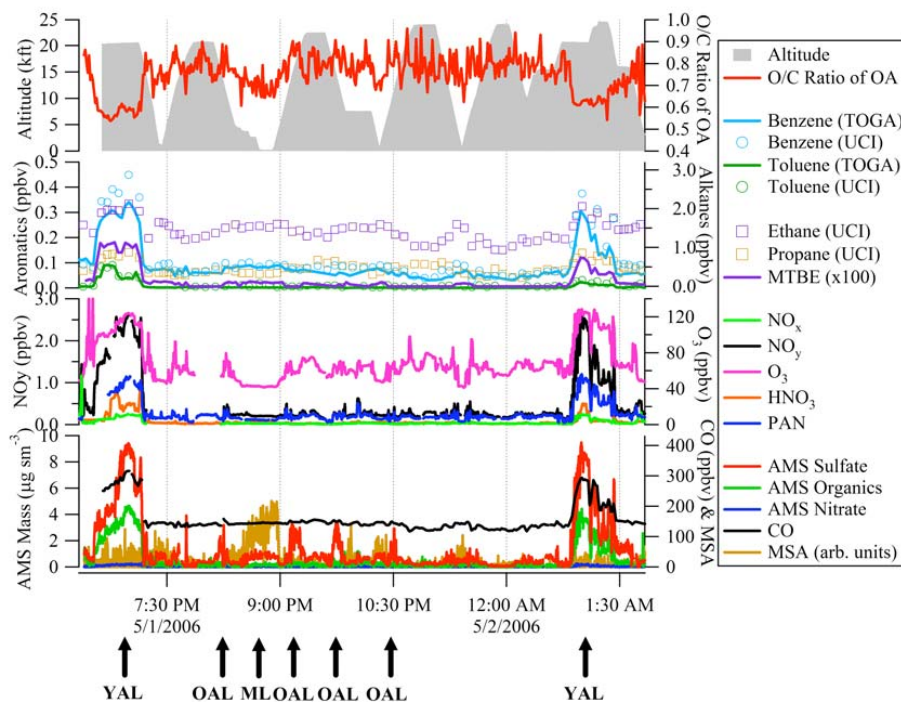 Altitude (kft)
25
20
15
10
5
0
1.0
0.9
0.8
0.7
0.6
0.5
0.4
O/C Ratio of OA
Altitude
O/C Ratio of OA
Aromatics (ppbv)
0.5
0.4
0.3
0.2
0.1
0.0
3.0
2.0
1.0
0.0
Alkanes (ppbv)
Benzene (TOGA)
Benzene (UCI)
Toluene (TOGA)
Toluene (UCI)
Ethane (UCI)
Propane (UCI)
MTBE (x100)
NOy (ppbv)
3.0
2.0
1.0
0.0
120
80
40
0
O₃ (ppbv)
NOₓ
NOᵧ
O₃
HNO₃
PAN
AMS Mass (µg sm⁻³)
10
8
6
4
2
0
400
300
200
100
0
CO (ppbv) & MSA
AMS Sulfate
AMS Organics
AMS Nitrate
CO
MSA (arb. units)
7:30 PM 9:00 PM 10:30 PM 12:00 AM 1:30 AM
5/1/2006 5/2/2006
YAL OAL ML OAL OAL OAL YAL